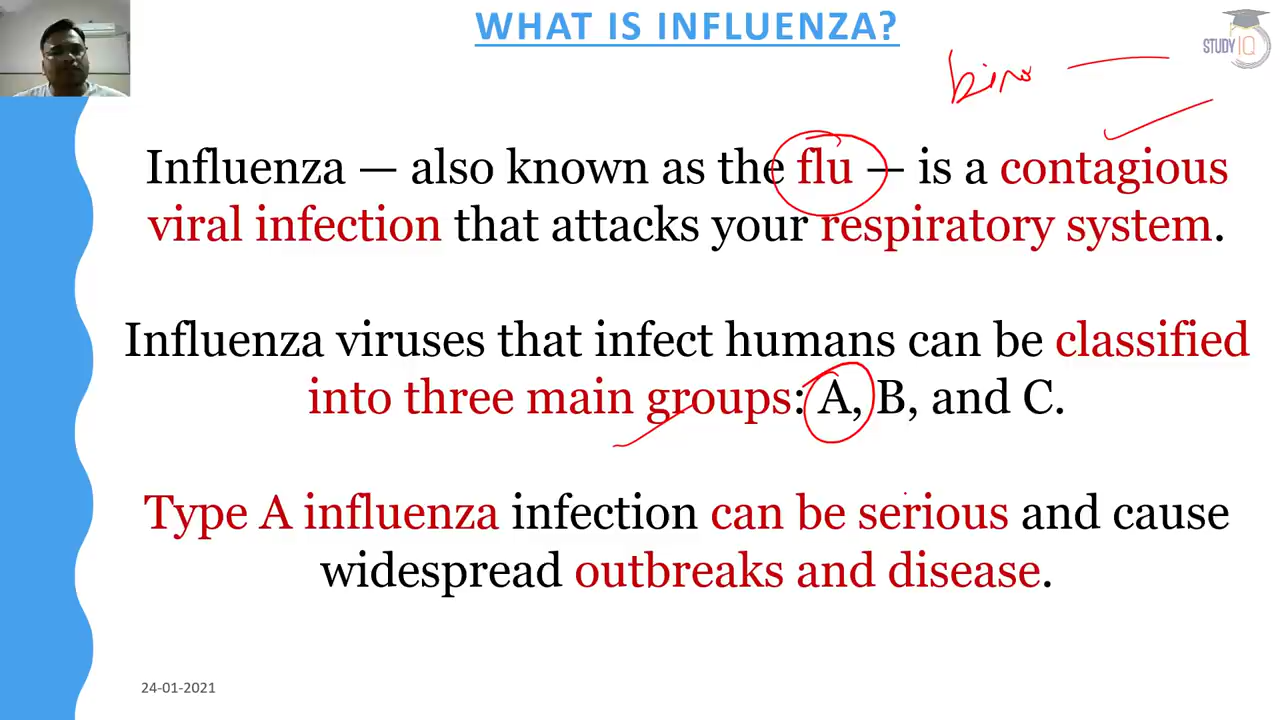 WHAT IS INFLUENZA?
STUDY IQ
Influenza — also known as the flu — is a contagious
viral infection that attacks your respiratory system.
Influenza viruses that infect humans can be classified
into three main groups: A, B, and C.
Type A influenza infection can be serious and cause
widespread outbreaks and disease.
24-01-2021